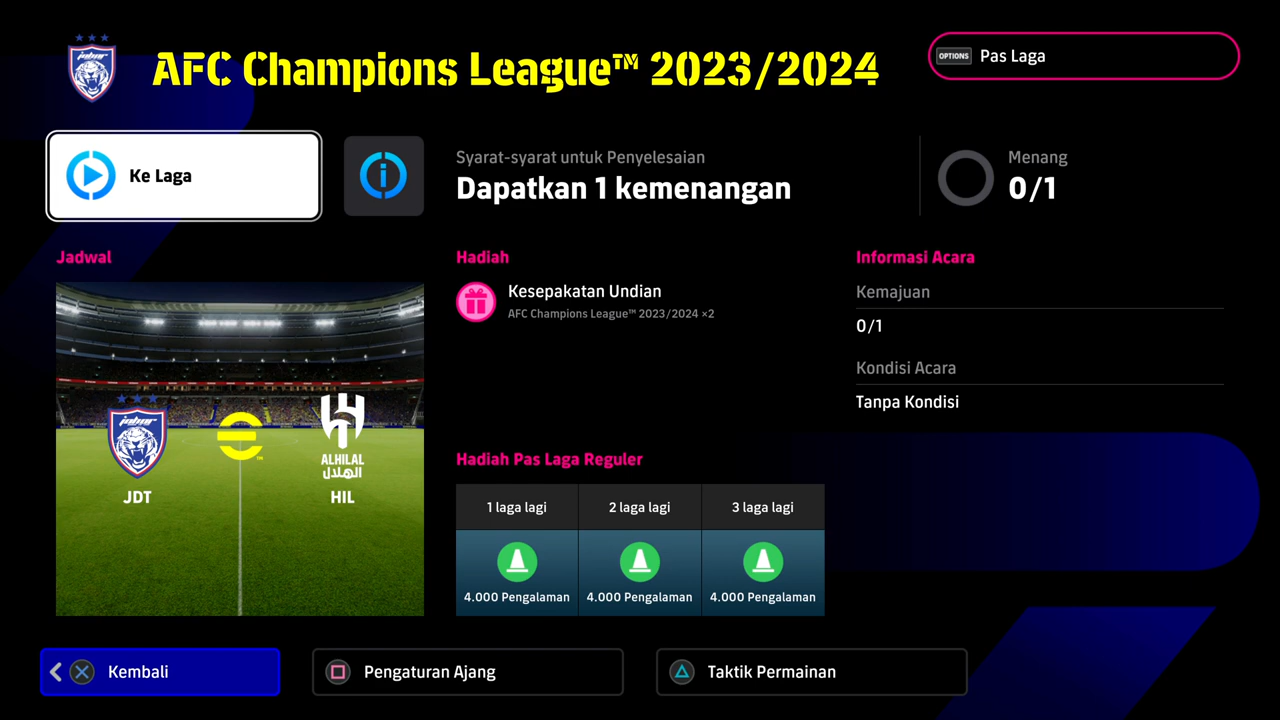 AFC Champions League™ 2023/2024
OPTIONS Pas Laga
Ke Laga
Syarat-syarat untuk Penyelesaian
Dapatkan 1 kemenangan
Menang
0/1
Jadwal
JDT
ALHILAL
الهلال
HIL
Hadiah
Kesepakatan Undian
AFC Champions League™ 2023/2024 ×2
Informasi Acara
Kemajuan
0/1
Kondisi Acara
Tanpa Kondisi
Hadiah Pas Laga Reguler
1 laga lagi 2 laga lagi 3 laga lagi
4.000 Pengalaman 4.000 Pengalaman 4.000 Pengalaman
Kembali
Pengaturan Ajang
Taktik Permainan